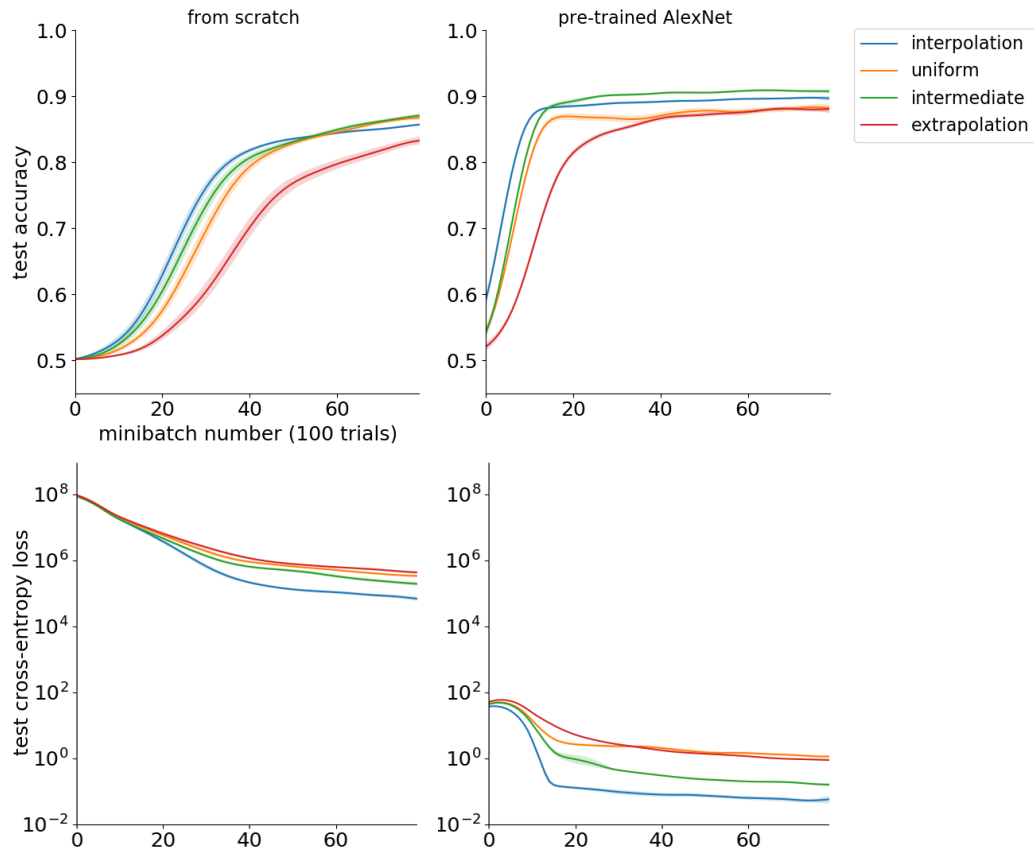 from scratch
pre-trained AlexNet
interpolation
uniform
intermediate
extrapolation
test accuracy
1.0
0.9
0.8
0.7
0.6
0.5
0 20 40 60
minibatch number (100 trials)
1.0
0.9
0.8
0.7
0.6
0.5
0 20 40 60
test cross-entropy loss
10^8
10^6
10^4
10^2
10^0
10^-2
0 20 40 60
10^8
10^6
10^4
10^2
10^0
10^-2
0 20 40 60